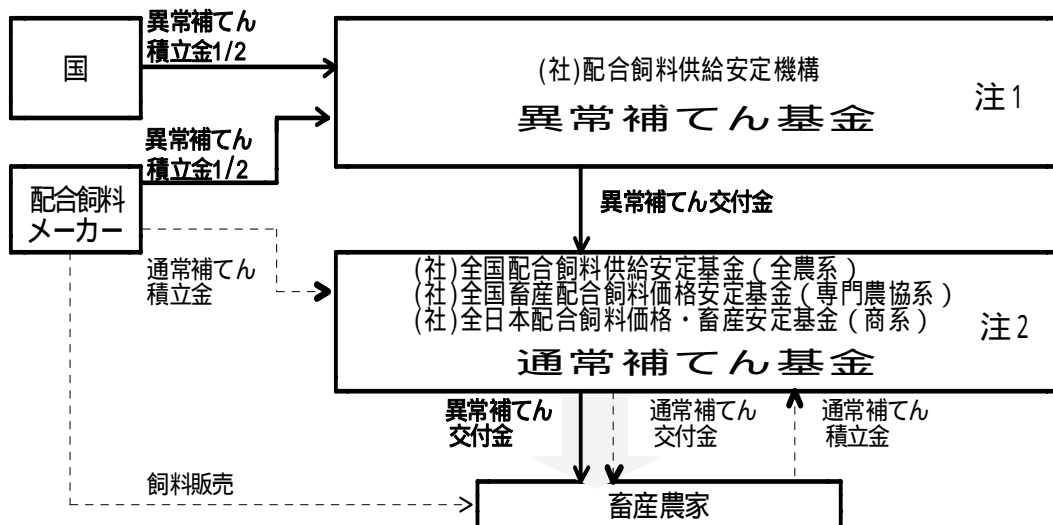 異常補てん
積立金1/2
国
(社)配合飼料供給安定機構
異常補てん基金
注1
異常補てん
積立金1/2
配合飼料
メーカー
異常補てん交付金
通常補てん
積立金
(社)全国配合飼料供給安定基金(全農系)
(社)全国畜産配合飼料価格安定基金(専門農協系)
(社)全日本配合飼料価格・畜産安定基金(商系)
通常補てん基金
注2
異常補てん
交付金
通常補てん
交付金
通常補てん
積立金
飼料販売
畜産農家